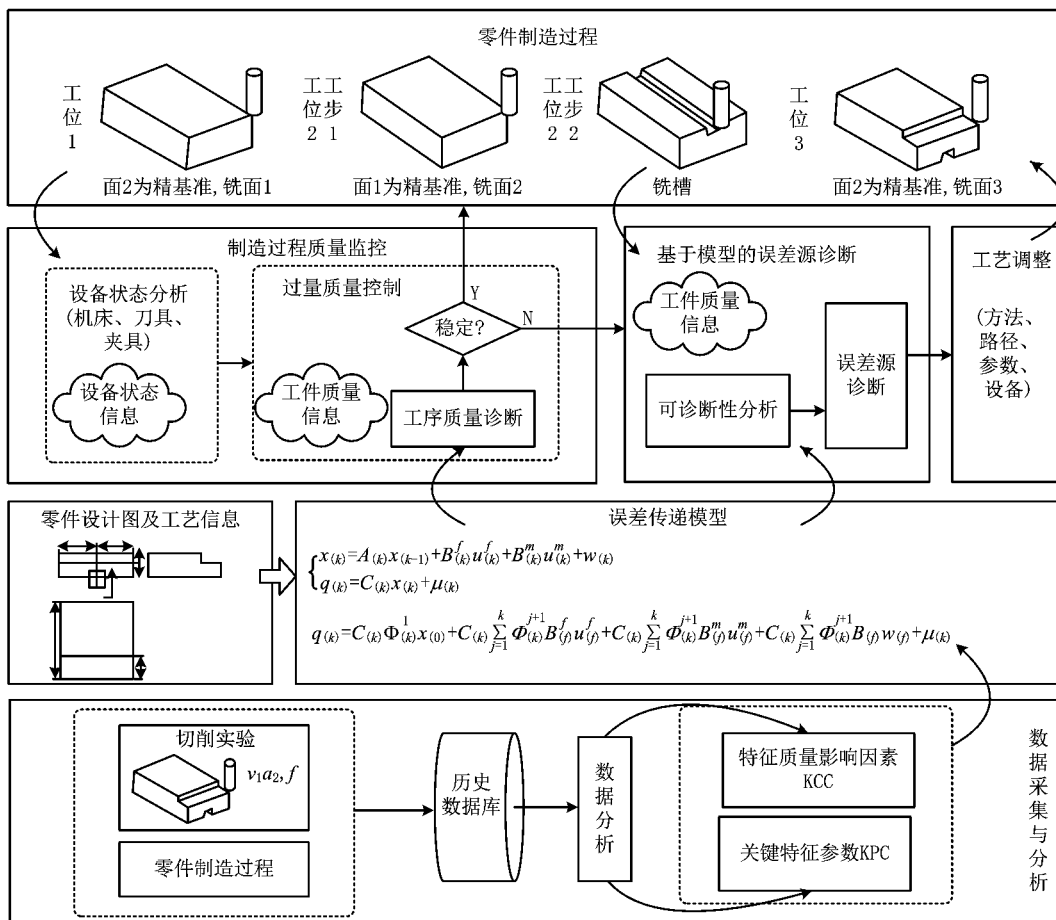 零件制造过程
工位1
面2为精基准,铣面1
工位2 工步1
面1为精基准,铣面2
工位2 工步2
铣槽
工位3
面2为精基准,铣面3
制造过程质量监控
设备状态分析
(机床、刀具、
夹具)
设备状态
信息
过量质量控制
工件质量
信息
Y
稳定?
N
工序质量诊断
基于模型的误差源诊断
工件质量
信息
可诊断性分析
误差源
诊断
工艺调整
(方法、
路径、
参数、
设备)
零件设计图及工艺信息
误差传递模型
x(k)=A(k)x(k-1)+B^f(k)u^f(k)+B^m(k)u^m(k)+w(k)
q(k)=C(k)x(k)+μ(k)
q(k)=C(k)Φ^1(k)x(0)+C(k)∑_{j=1}^{k}Φ^{j+1}(k)B^f(f)u^f(f)+C(k)∑_{j=1}^{k}Φ^{j+1}(k)B^m(f)u^m(f)+C(k)∑_{j=1}^{k}Φ^{j+1}(k)B(f)w(f)+μ(k)
切削实验
v₁a₂,f
零件制造过程
历史
数据库
数据分析
特征质量影响因素
KCC
关键特征参数KPC
数据采集与分析